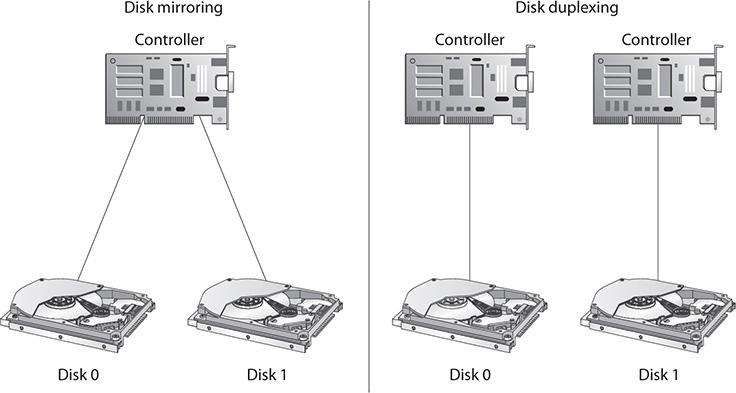 Disk mirroring
Controller
Disk 0
Disk 1
Disk duplexing
Controller
Controller
Disk 0
Disk 1